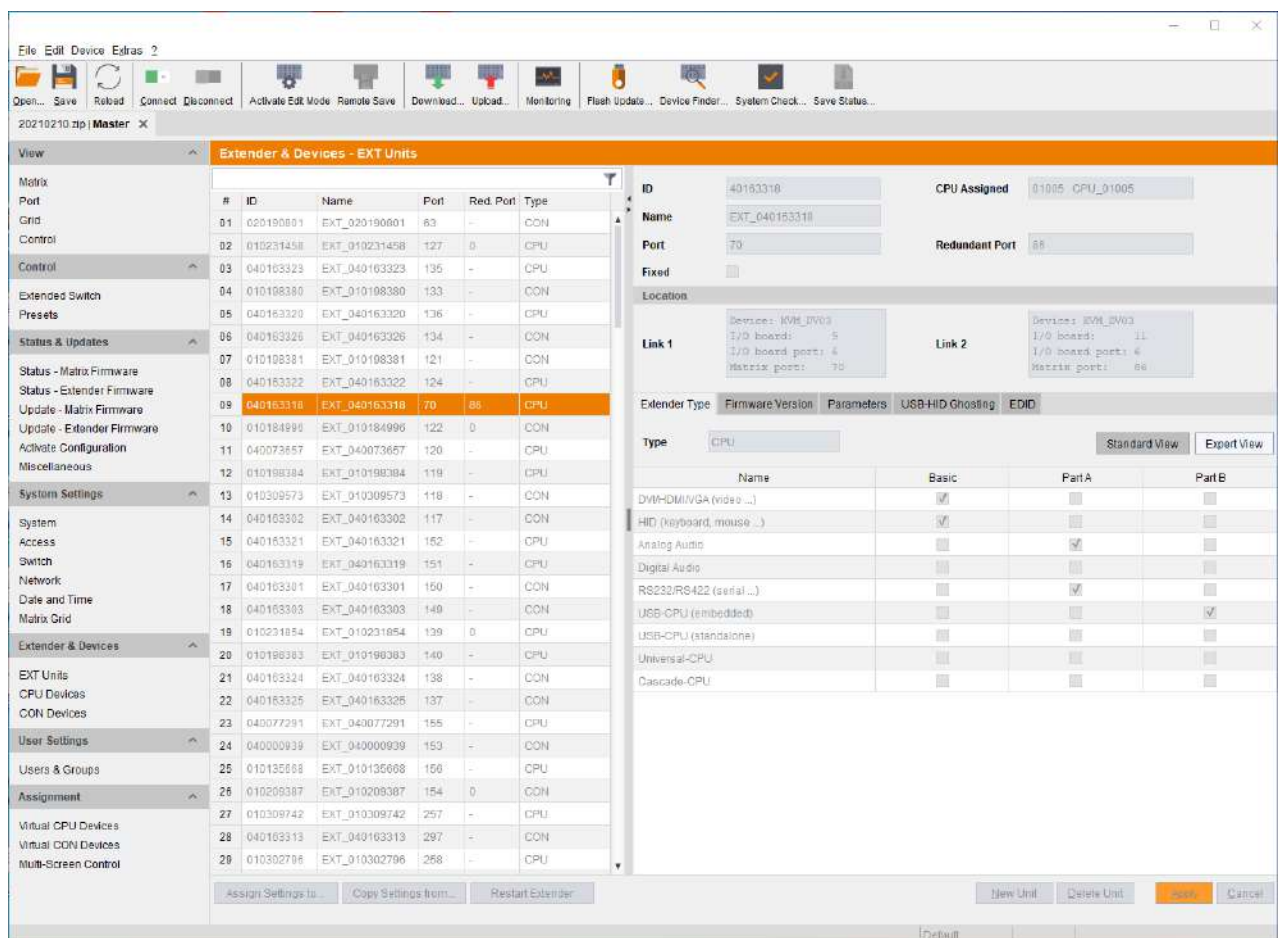 File Edit Device Extras ?
Open... Save Reload Connect Disconnect Activate Edit Mode Remote Save Download... Upload... Monitoring Flash Update... Device Finder... System Check... Save Status...
20210210.zip | Master X
View
Matrix
Port
Grid
Control
Control
Extended Switch
Presets
Status & Updates
Status - Matrix Firmware
Status - Extender Firmware
Update - Matrix Firmware
Update - Extender Firmware
Activate Configuration
Miscellaneous
System Settings
System
Access
Switch
Network
Date and Time
Matrix Grid
Extender & Devices
EXT Units
CPU Devices
CON Devices
User Settings
Users & Groups
Assignment
Virtual CPU Devices
Virtual CON Devices
Multi-Screen Control
Extender & Devices - EXT Units
# ID Name Port Red. Port Type
01 020190801 EXT_020190801 63 - CON
02 010231458 EXT_010231458 127 0 CPU
03 040163323 EXT_040163323 135 - CPU
04 010198380 EXT_010198380 133 - CON
05 040163320 EXT_040163320 136 - CPU
06 040163326 EXT_040163326 134 - CON
07 010198381 EXT_010198381 121 - CON
08 040163322 EXT_040163322 124 - CPU
09 040163318 EXT_040163318 70 86 CPU
10 010184996 EXT_010184996 122 0 CON
11 040073657 EXT_040073657 120 - CPU
12 010198384 EXT_010198384 119 - CPU
13 010309573 EXT_010309573 118 - CON
14 040163302 EXT_040163302 117 - CON
15 040163321 EXT_040163321 152 - CPU
16 040163319 EXT_040163319 151 - CPU
17 040163301 EXT_040163301 150 - CON
18 040163303 EXT_040163303 149 - CON
19 010231854 EXT_010231854 139 0 CPU
20 010198383 EXT_010198383 140 - CON
21 040163324 EXT_040163324 138 - CON
22 040163325 EXT_040163325 137 - CON
23 040077291 EXT_040077291 155 - CPU
24 040000939 EXT_040000939 153 - CON
25 010135668 EXT_010135668 156 - CPU
26 010209387 EXT_010209387 154 0 CON
27 010309742 EXT_010309742 257 - CPU
28 040163313 EXT_040163313 297 - CON
29 010302796 EXT_010302796 258 - CPU
Assign Settings to... Copy Settings from... Restart Extender
ID 40163318 CPU Assigned 01005 CPU_01005
Name EXT_040163318
Port 70 Redundant Port 86
Fixed
Location
Link 1
Device: KVM_DV03
I/O board: 9
I/O board port: 6
Matrix port: 70
Link 2
Device: KVM_DV03
I/O board: 11
I/O board port: 6
Matrix port: 86
Extender Type Firmware Version Parameters USB-HID Ghosting EDID
Type CPU Standard View Expert View
Name Basic Part A Part B
DVI/HDMI/VGA (video ...)
HID (keyboard, mouse ...)
Analog Audio
Digital Audio
RS232/RS422 (serial ...)
USB-CPU (embedded)
USB-CPU (standalone)
Universal-CPU
Cascade-CPU
New Unit Delete Unit Apply Cancel
Default